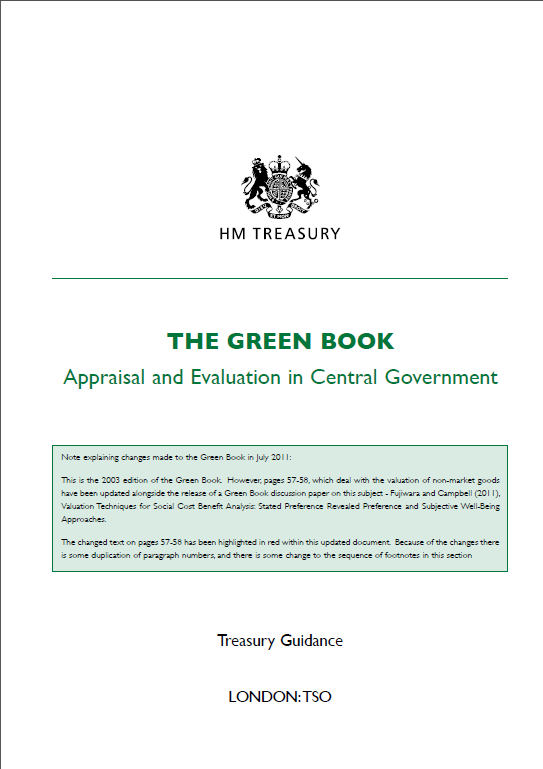 HM TREASURY
THE GREEN BOOK
Appraisal and Evaluation in Central Government
Note explaining changes made to the Green Book in July 2011:
This is the 2003 edition of the Green Book. However, pages 57-58, which deal with the valuation of non-market goods
have been updated alongside the release of a Green Book discussion paper on this subject - Fujiwara and Campbell (2011),
Valuation Techniques for Social Cost Benefit Analysis: Stated Preference Revealed Preference and Subjective Well-Being
Approaches.
The changed text on pages 57-58 has been highlighted in red within this updated document. Because of the changes there
is some duplication of paragraph numbers, and there is some change to the sequence of footnotes in this section
Treasury Guidance
LONDON:TSO